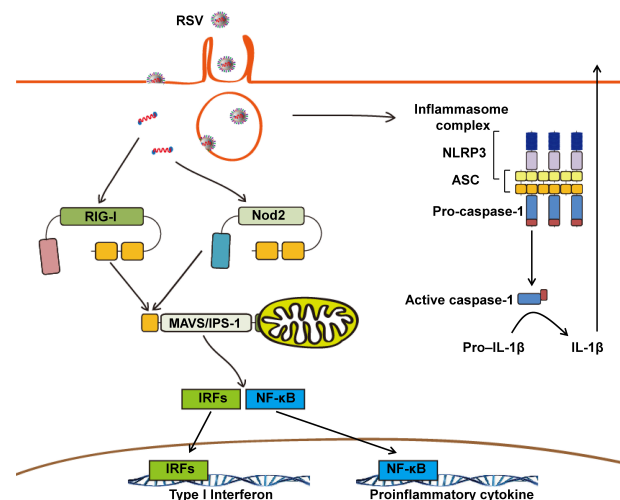 RSV
Inflammasome
complex
NLRP3
ASC
Pro-caspase-1
RIG-I
Nod2
Active caspase-1
MAVS/IPS-1
Pro–IL-1β
IL-1β
IRFs
NF-κB
IRFs
NF-κB
Type I Interferon
Proinflammatory cytokine